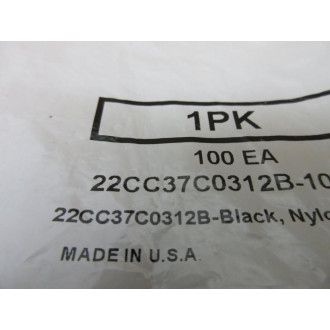 1PK
100 EA
22CC37C0312B-10
22CC37C0312B-Black, Nylo
MADE IN U.S.A.